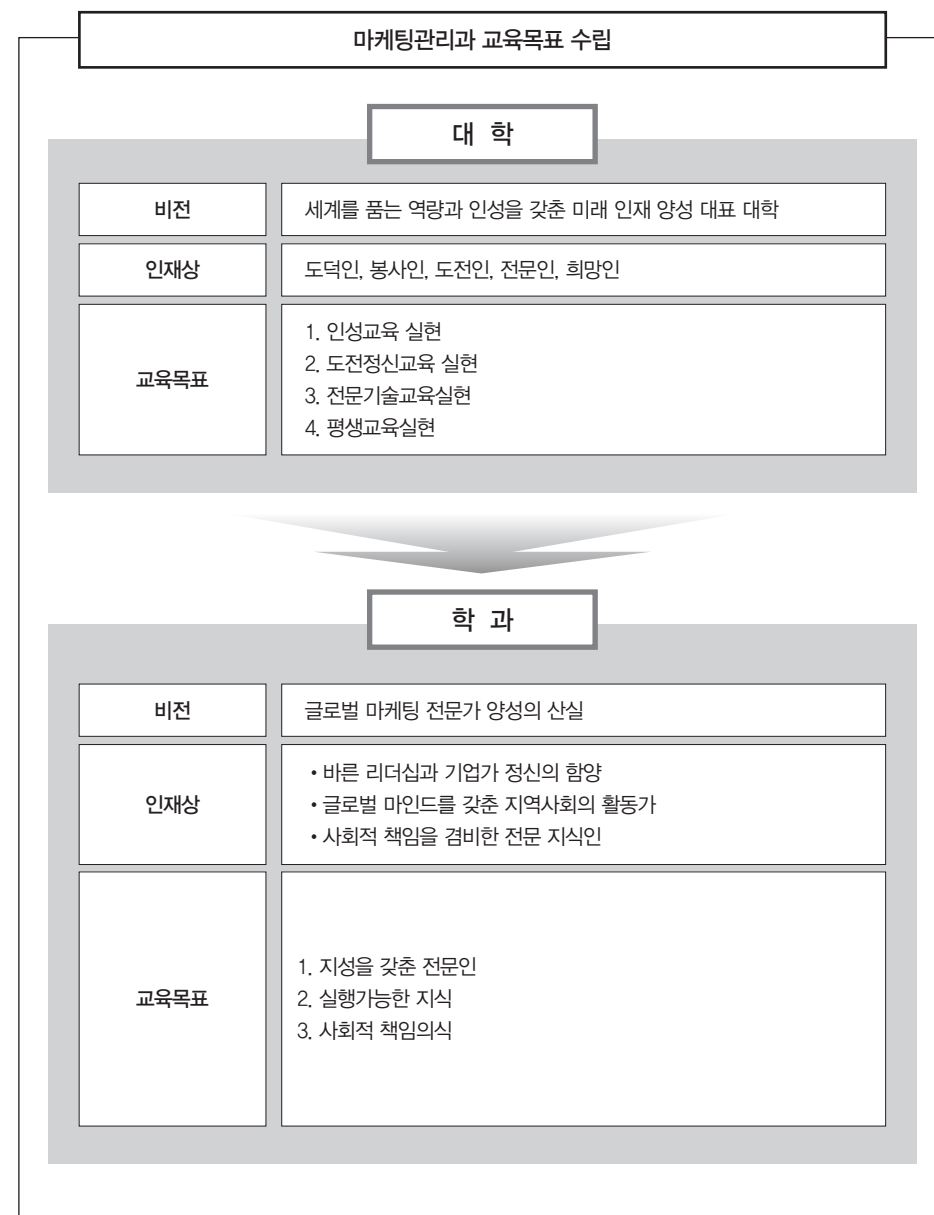 마케팅관리과 교육목표 수립
대 학
비전
세계를 품는 역량과 인성을 갖춘 미래 인재 양성 대표 대학
인재상
도덕인, 봉사인, 도전인, 전문인, 희망인
교육목표
1. 인성교육 실현
2. 도전정신교육 실현
3. 전문기술교육실현
4. 평생교육실현
학 과
비전
글로벌 마케팅 전문가 양성의 산실
인재상
•바른 리더십과 기업가 정신의 함양
•글로벌 마인드를 갖춘 지역사회의 활동가
•사회적 책임을 겸비한 전문 지식인
교육목표
1. 지성을 갖춘 전문인
2. 실행가능한 지식
3. 사회적 책임의식